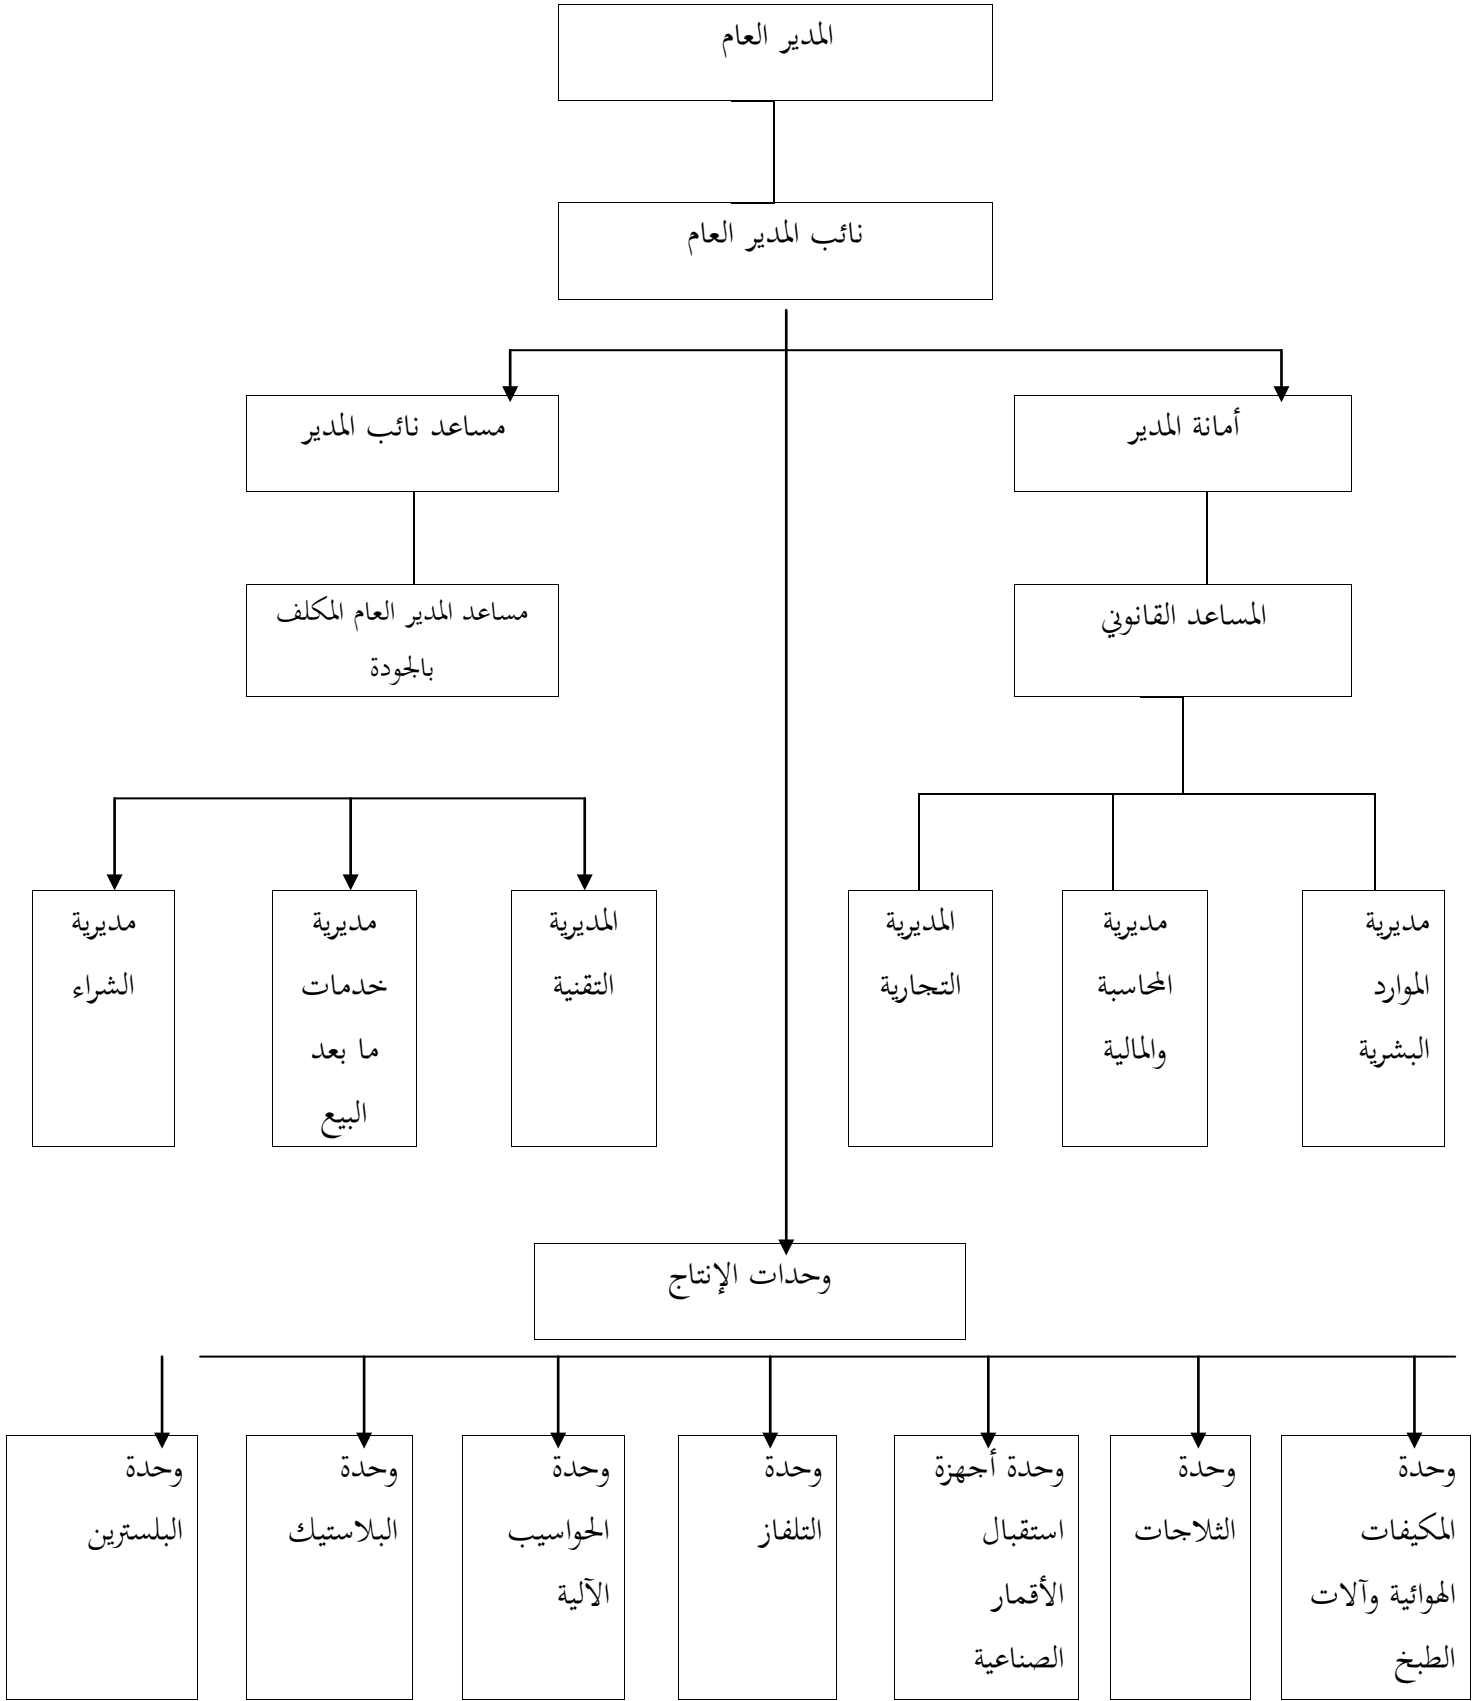 المدير العام
نائب المدير العام
أمانة المدير
مساعد نائب المدير
المساعد القانوني
مساعد المدير العام المكلف
بالجودة
مديرية
الموارد
البشرية
مديرية
المحاسبة
والمالية
المديرية
التجارية
المديرية
التقنية
مديرية
خدمات
ما بعد
البيع
مديرية
الشراء
وحدات الإنتاج
وحدة
المكيفات
الهوائية وآلات
الطبخ
وحدة
الثلاجات
وحدة أجهزة
استقبال
الأقمار
الصناعية
وحدة
التلفاز
وحدة
الحواسيب
الآلية
وحدة
البلاستيك
وحدة
البلسترين